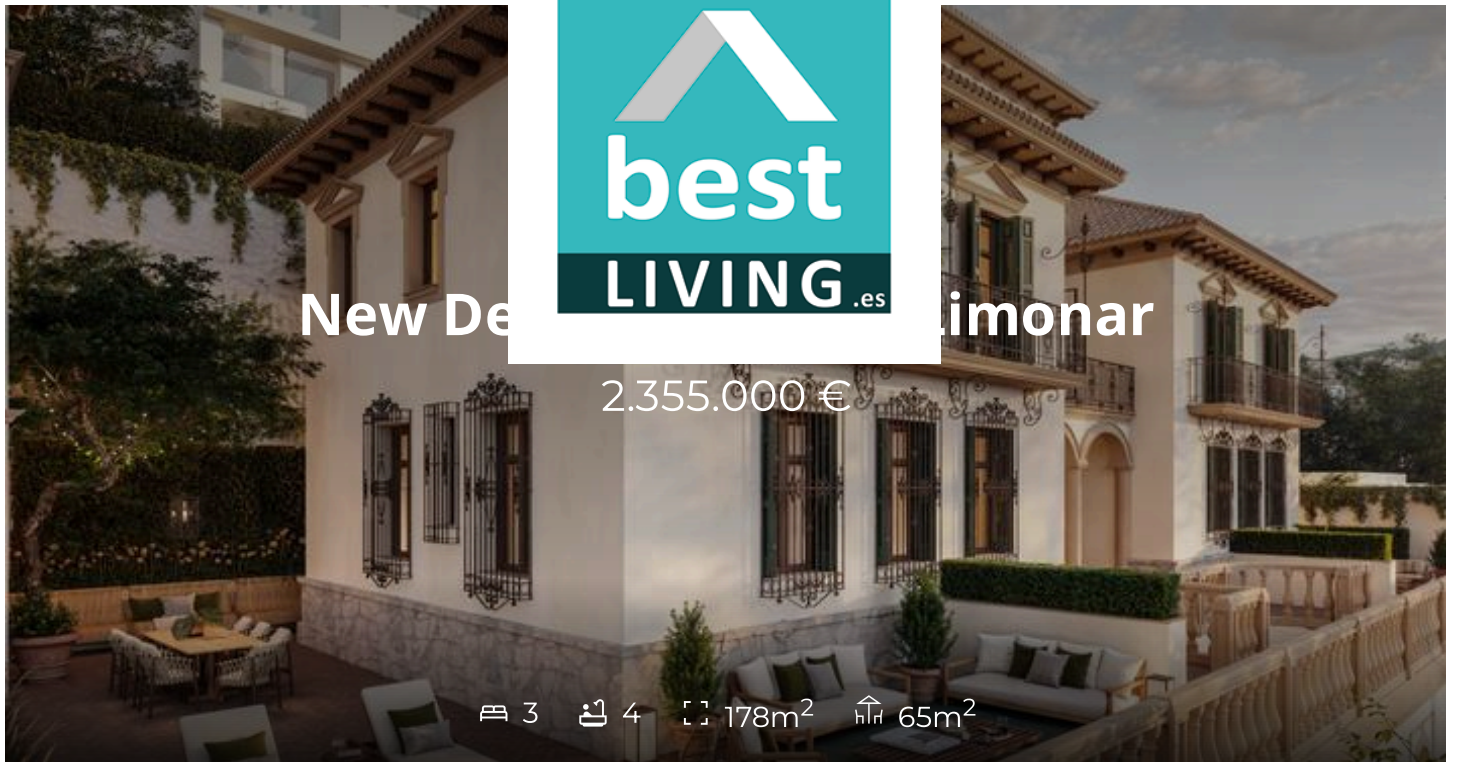 best
LIVING.es
New De Limonar
2.355.000 €
3 4 178m² 65m²